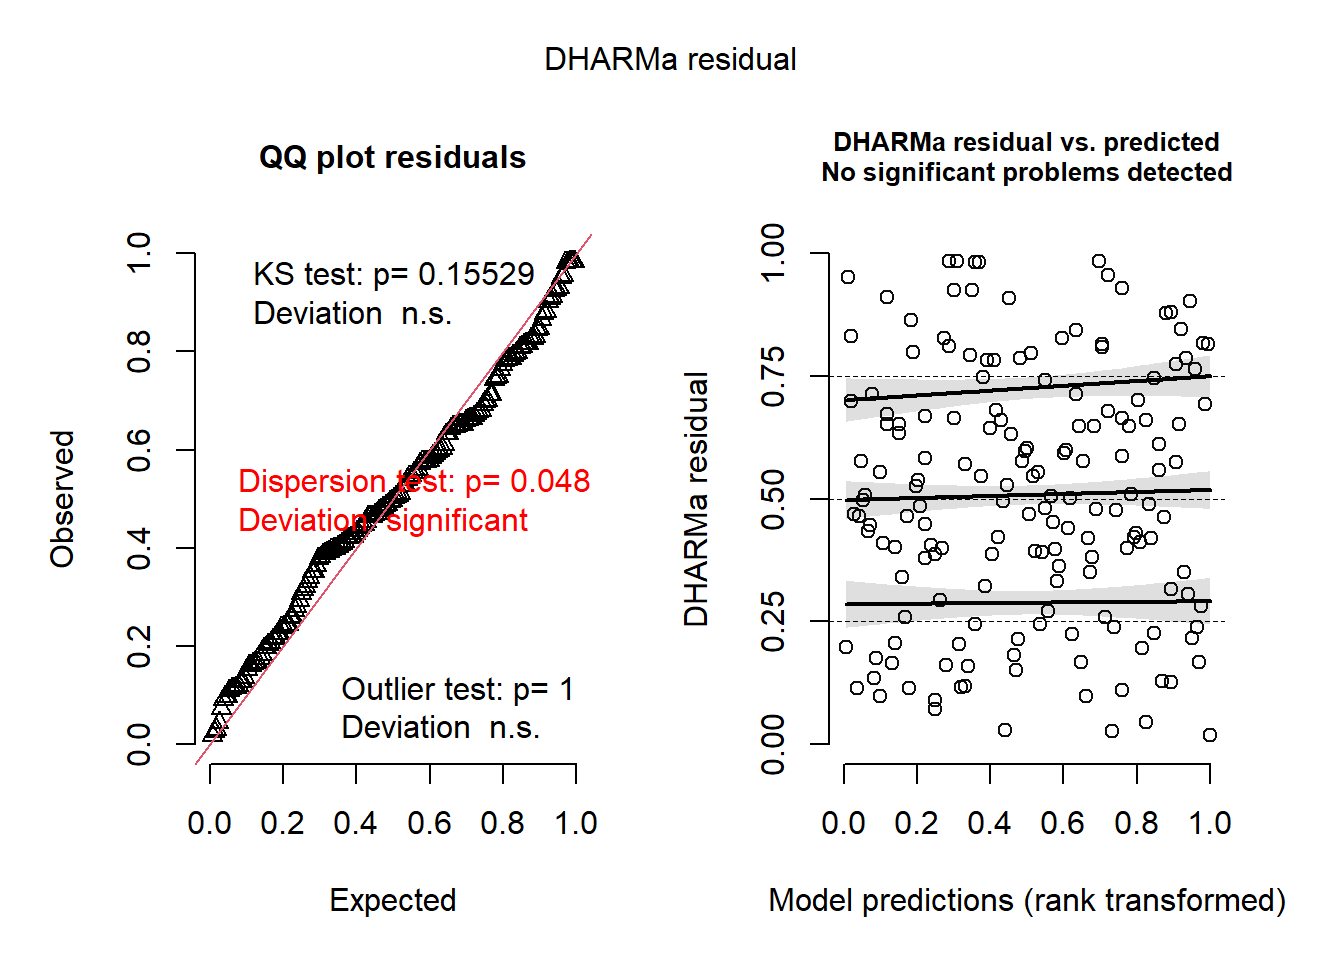 DHARMa residual
QQ plot residuals
KS test: p= 0.15529
Deviation  n.s.
Dispersion test: p= 0.048
Deviation  significant
Outlier test: p= 1
Deviation  n.s.
Observed
0.0
0.2
0.4
0.6
0.8
1.0
0.0 0.2 0.4 0.6 0.8 1.0
Expected
DHARMa residual vs. predicted
No significant problems detected
DHARMa residual
0.00
0.25
0.50
0.75
1.00
0.0 0.2 0.4 0.6 0.8 1.0
Model predictions (rank transformed)